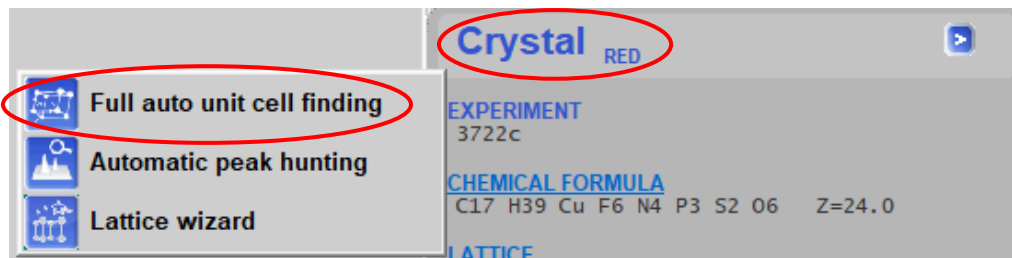 Crystal RED
Full auto unit cell finding
Automatic peak hunting
Lattice wizard
EXPERIMENT
3722c
CHEMICAL FORMULA
C17 H39 Cu F6 N4 P3 S2 O6 Z=24.0
LATTICE